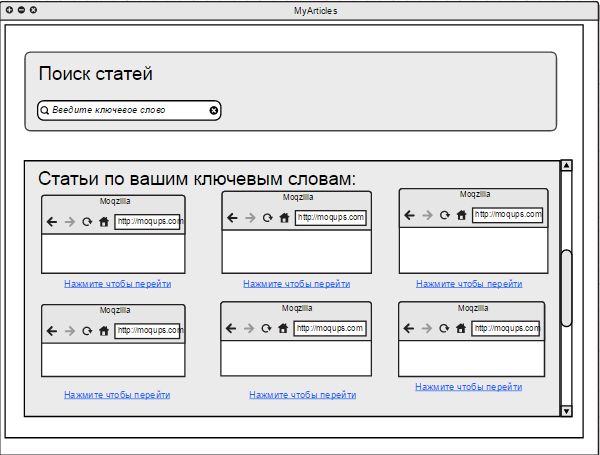 MyArticles
Поиск статей
Введите ключевое слово
Статьи по вашим ключевым словам:
Moqzilla
http://moqups.com
Нажмите чтобы перейти
Moqzilla
http://moqups.com
Нажмите чтобы перейти
Moqzilla
http://moqups.com
Нажмите чтобы перейти
Moqzilla
http://moqups.com
Нажмите чтобы перейти
Moqzilla
http://moqups.com
Нажмите чтобы перейти
Moqzilla
http://moqups.com
Нажмите чтобы перейти